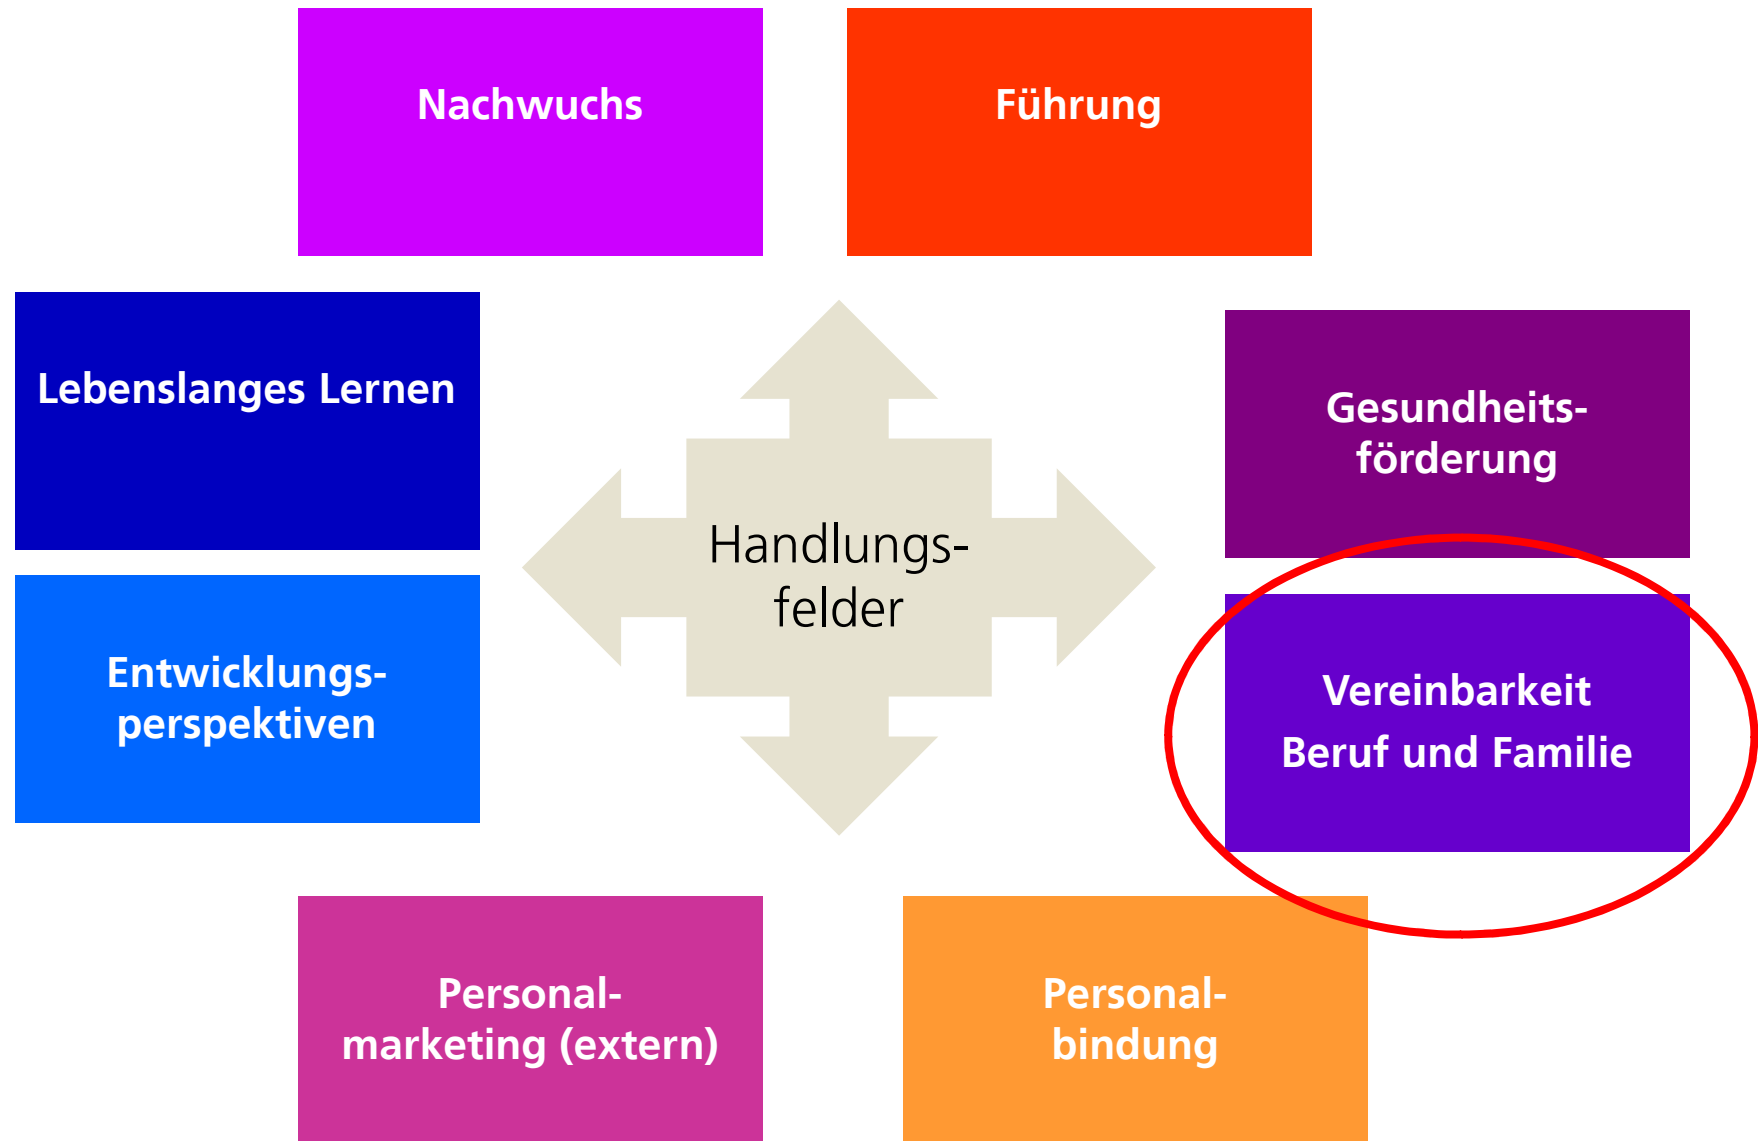 Nachwuchs
Führung
Lebenslanges Lernen
Gesundheits-
förderung
Handlungs-
felder
Entwicklungs-
perspektiven
Vereinbarkeit
Beruf und Familie
Personal-
marketing (extern)
Personal-
bindung